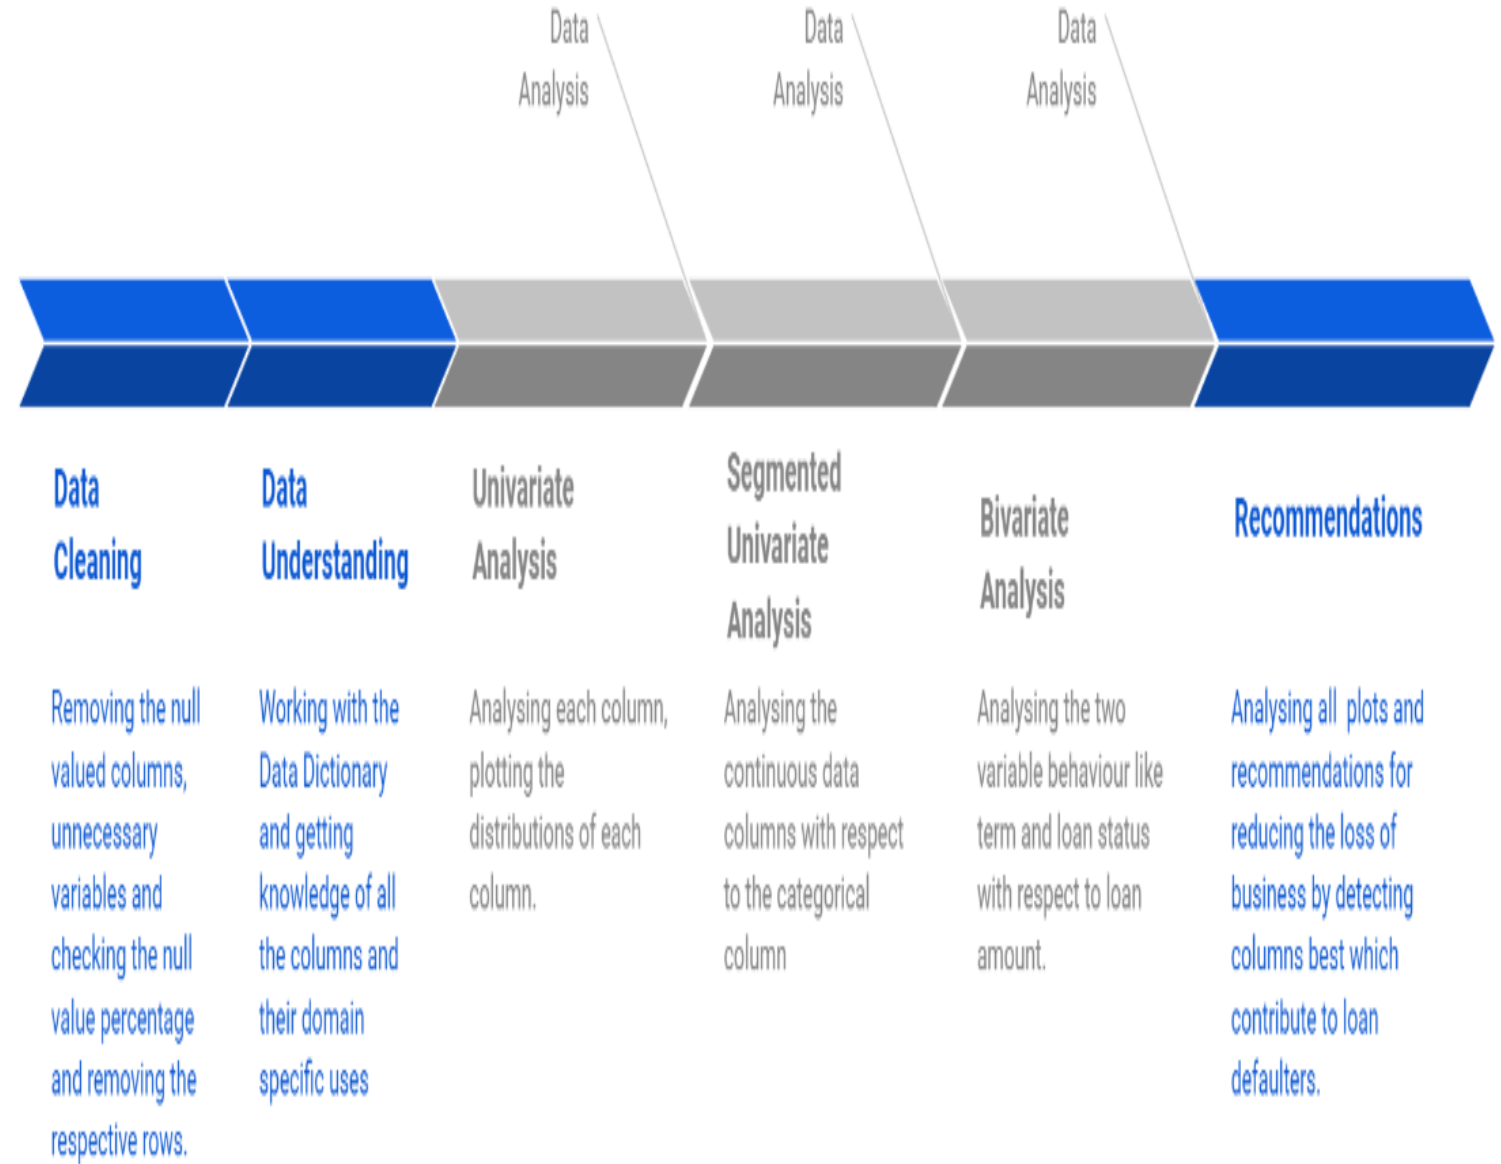 Data
Analysis
Data
Analysis
Data
Analysis
Data
Cleaning
Removing the null
valued columns,
unnecessary
variables and
checking the null
value percentage
and removing the
respective rows.
Data
Understanding
Working with the
Data Dictionary
and getting
knowledge of all
the columns and
their domain
specific uses
Univariate
Analysis
Analysing each column,
plotting the
distributions of each
column.
Segmented
Univariate
Analysis
Analysing the
continuous data
columns with respect
to the categorical
column
Bivariate
Analysis
Analysing the two
variable behaviour like
term and loan status
with respect to loan
amount.
Recommendations
Analysing all plots and
recommendations for
reducing the loss of
business by detecting
columns best which
contribute to loan
defaulters.